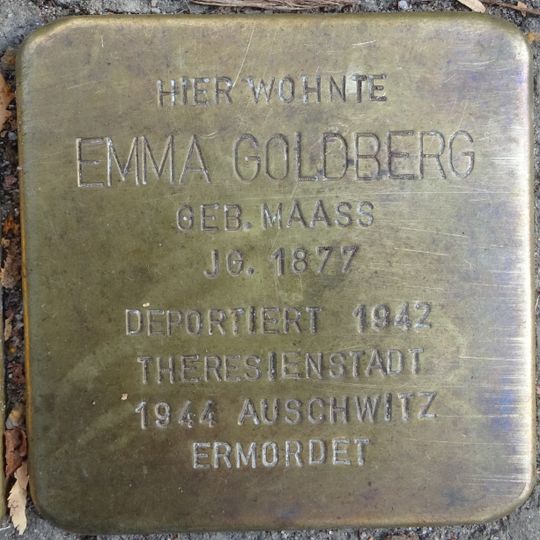 HIER WOHNTE
EMMA GOLDBERG
GEB. MAASS
JG. 1877
DEPORTIERT 1942
THERESIENSTADT
1944 AUSCHWITZ
ERMORDET